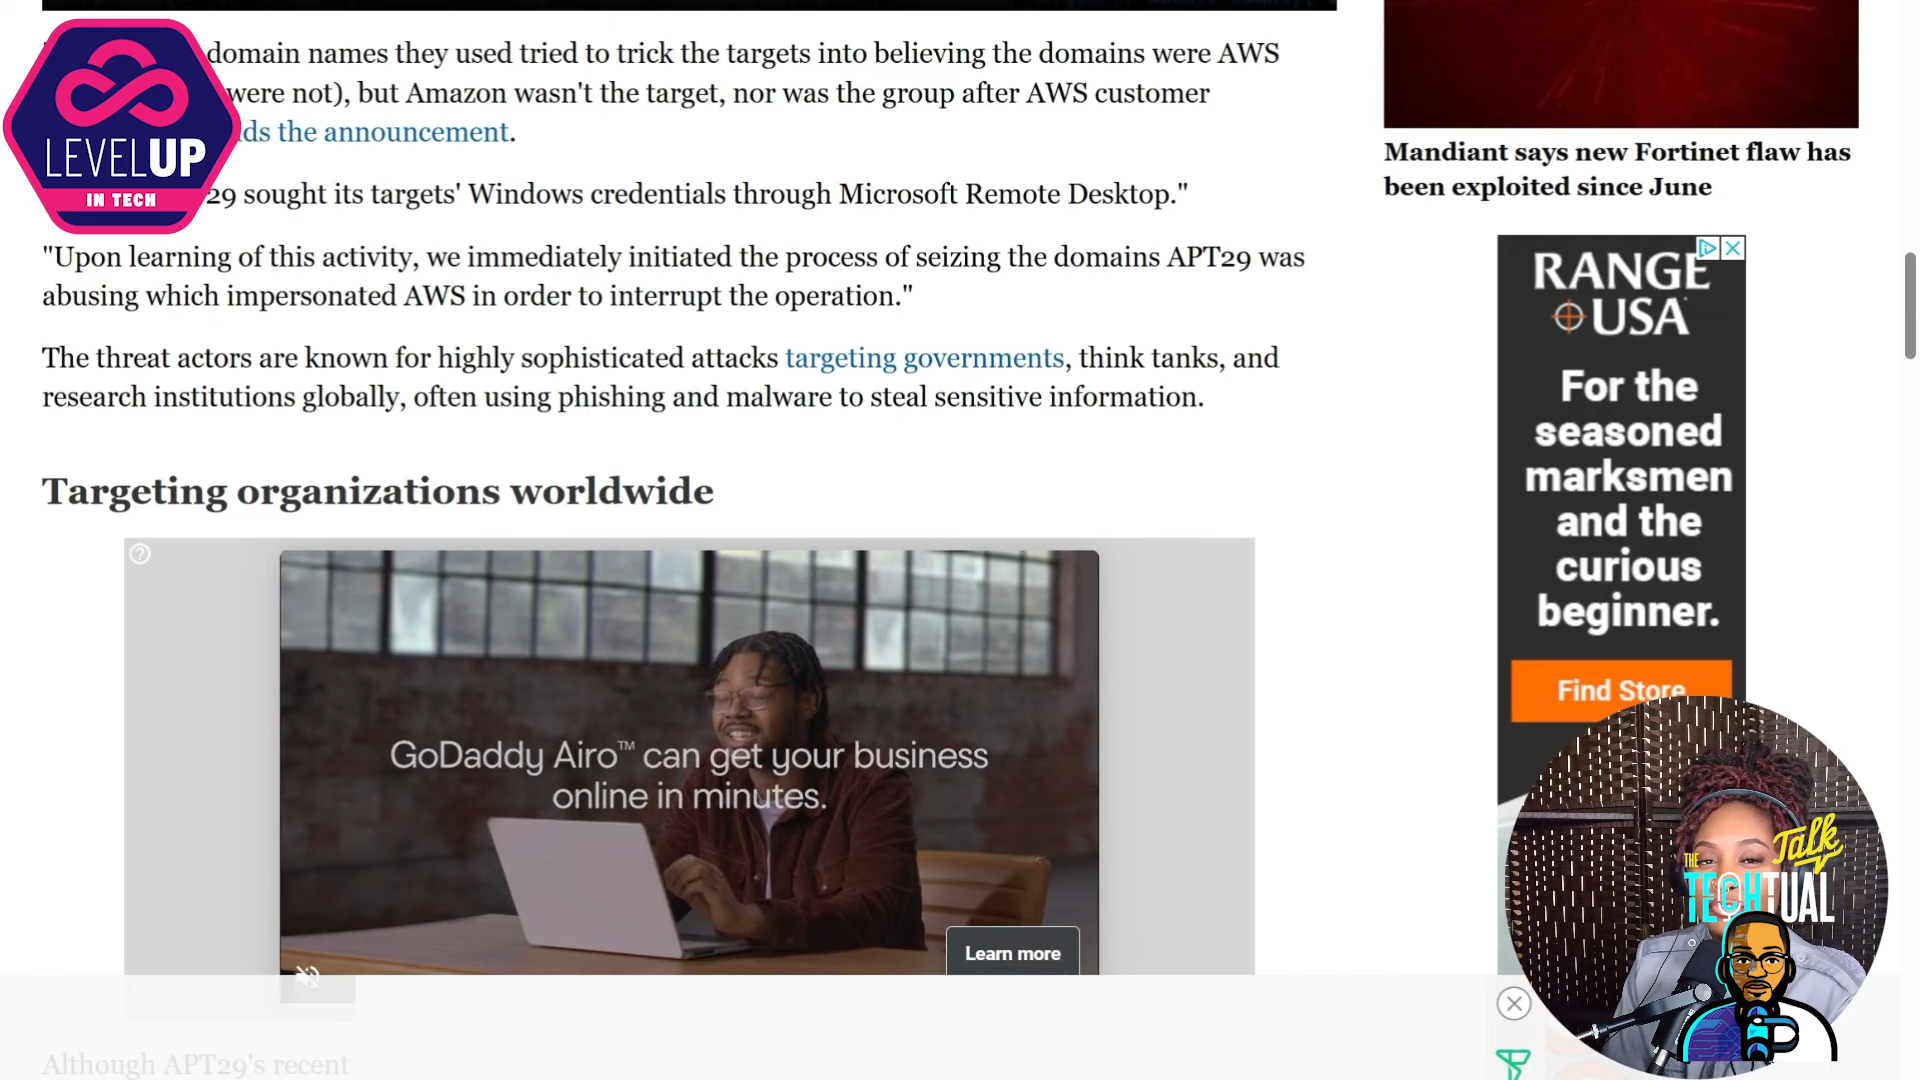 domain names they used tried to trick the targets into believing the domains were AWS
were not), but Amazon wasn't the target, nor was the group after AWS customer
ds the announcement.
29 sought its targets' Windows credentials through Microsoft Remote Desktop."
"Upon learning of this activity, we immediately initiated the process of seizing the domains APT29 was
abusing which impersonated AWS in order to interrupt the operation."
The threat actors are known for highly sophisticated attacks targeting governments, think tanks, and
research institutions globally, often using phishing and malware to steal sensitive information.
Targeting organizations worldwide
GoDaddy Airo™ can get your business
online in minutes.
Learn more
Although APT29's recent
LEVELUP
IN TECH
Mandiant says new Fortinet flaw has
been exploited since June
RANGE
USA
For the
seasoned
marksmen
and the
curious
beginner.
Find Store
THE
Talk
TECHTUAL